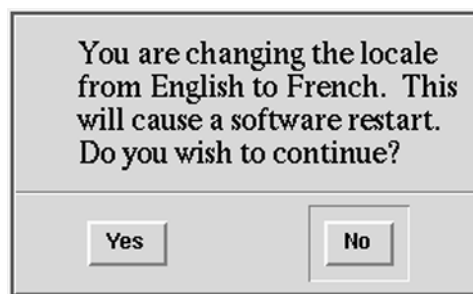 You are changing the locale
from English to French.  This
will cause a software restart.
Do you wish to continue?
Yes
No